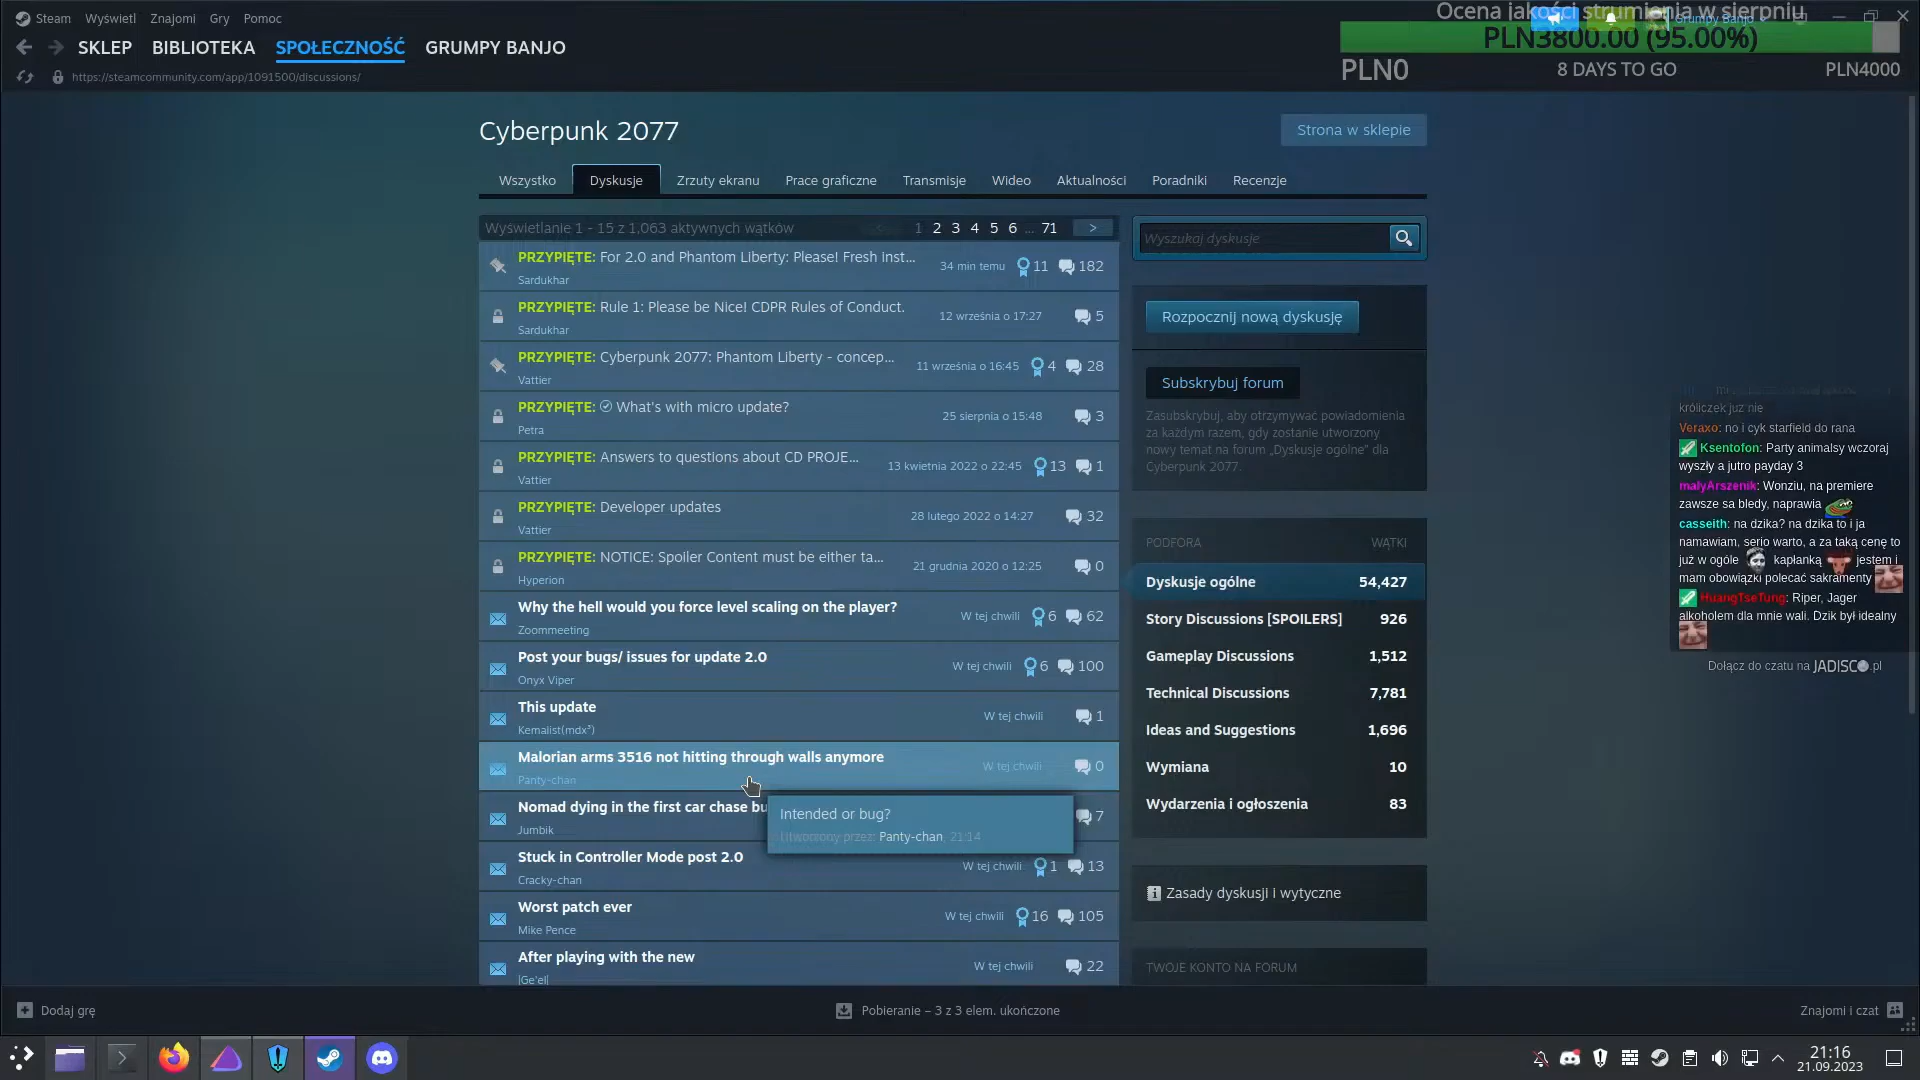 Steam Wyświetl Znajomi Gry Pomoc
SKLEP BIBLIOTEKA SPOŁECZNOŚĆ GRUMPY BANJO
https://steamcommunity.com/app/1091500/discussions/
Ocena jakości strumienia w sierpniu
Grumpy Banjo
PLN3800.00 (95.00%)
PLN0 8 DAYS TO GO PLN4000
Cyberpunk 2077
Strona w sklepie
Wszystko Dyskusje Zrzuty ekranu Prace graficzne Transmisje Wideo Aktualności Poradniki Recenzje
Wyświetlanie 1 - 15 z 1,063 aktywnych wątków < 1 2 3 4 5 6 ... 71 >
PRZYPIĘTE: For 2.0 and Phantom Liberty: Please! Fresh inst... 34 min temu 11 182
Sardukhar
PRZYPIĘTE: Rule 1: Please be Nice! CDPR Rules of Conduct. 12 września o 17:27 5
Sardukhar
PRZYPIĘTE: Cyberpunk 2077: Phantom Liberty - concep... 11 września o 16:45 4 28
Vattier
PRZYPIĘTE: What's with micro update? 25 sierpnia o 15:48 3
Petra
PRZYPIĘTE: Answers to questions about CD PROJE... 13 kwietnia 2022 o 22:45 13 1
Vattier
PRZYPIĘTE: Developer updates 28 lutego 2022 o 14:27 32
Vattier
PRZYPIĘTE: NOTICE: Spoiler Content must be either ta... 21 grudnia 2020 o 12:25 0
Hyperion
Why the hell would you force level scaling on the player? W tej chwili 6 62
Zoommeeting
Post your bugs/ issues for update 2.0 W tej chwili 6 100
Onyx Viper
This update W tej chwili 1
Kemalist(mdx³)
Malorian arms 3516 not hitting through walls anymore W tej chwili 0
Panty-chan
Nomad dying in the first car chase bu 7
Jumbik
Intended or bug?
Utworzony przez: Panty-chan, 21:14
Stuck in Controller Mode post 2.0 W tej chwili 1 13
Cracky-chan
Worst patch ever W tej chwili 16 105
Mike Pence
After playing with the new W tej chwili 22
|Ge'el|
Wyszukaj dyskusje
Rozpocznij nową dyskusję
Subskrybuj forum
Zasubskrybuj, aby otrzymywać powiadomienia
za każdym razem, gdy zostanie utworzony
nowy temat na forum „Dyskusje ogólne” dla
Cyberpunk 2077.
PODFORA WĄTKI
Dyskusje ogólne 54,427
Story Discussions [SPOILERS] 926
Gameplay Discussions 1,512
Technical Discussions 7,781
Ideas and Suggestions 1,696
Wymiana 10
Wydarzenia i ogłoszenia 83
Zasady dyskusji i wytyczne
TWOJE KONTO NA FORUM
króliczek juz nie
Veraxo: no i cyk starfield do rana
Ksentofon: Party animalsy wczoraj
wyszły a jutro payday 3
malyArszenik: Wonziu, na premiere
zawsze sa bledy, naprawia
casseith: na dzika? na dzika to i ja
namawiam, serio warto, a za taką cenę to
już w ogóle kapłanką jestem i
mam obowiązki polecać sakramenty
HuangTseTung: Riper, Jager
alkoholem dla mnie wali. Dzik był idealny
Dołącz do czatu na JADISCO.pl
Dodaj grę Pobieranie – 3 z 3 elem. ukończone Znajomi i czat
21:16
21.09.2023